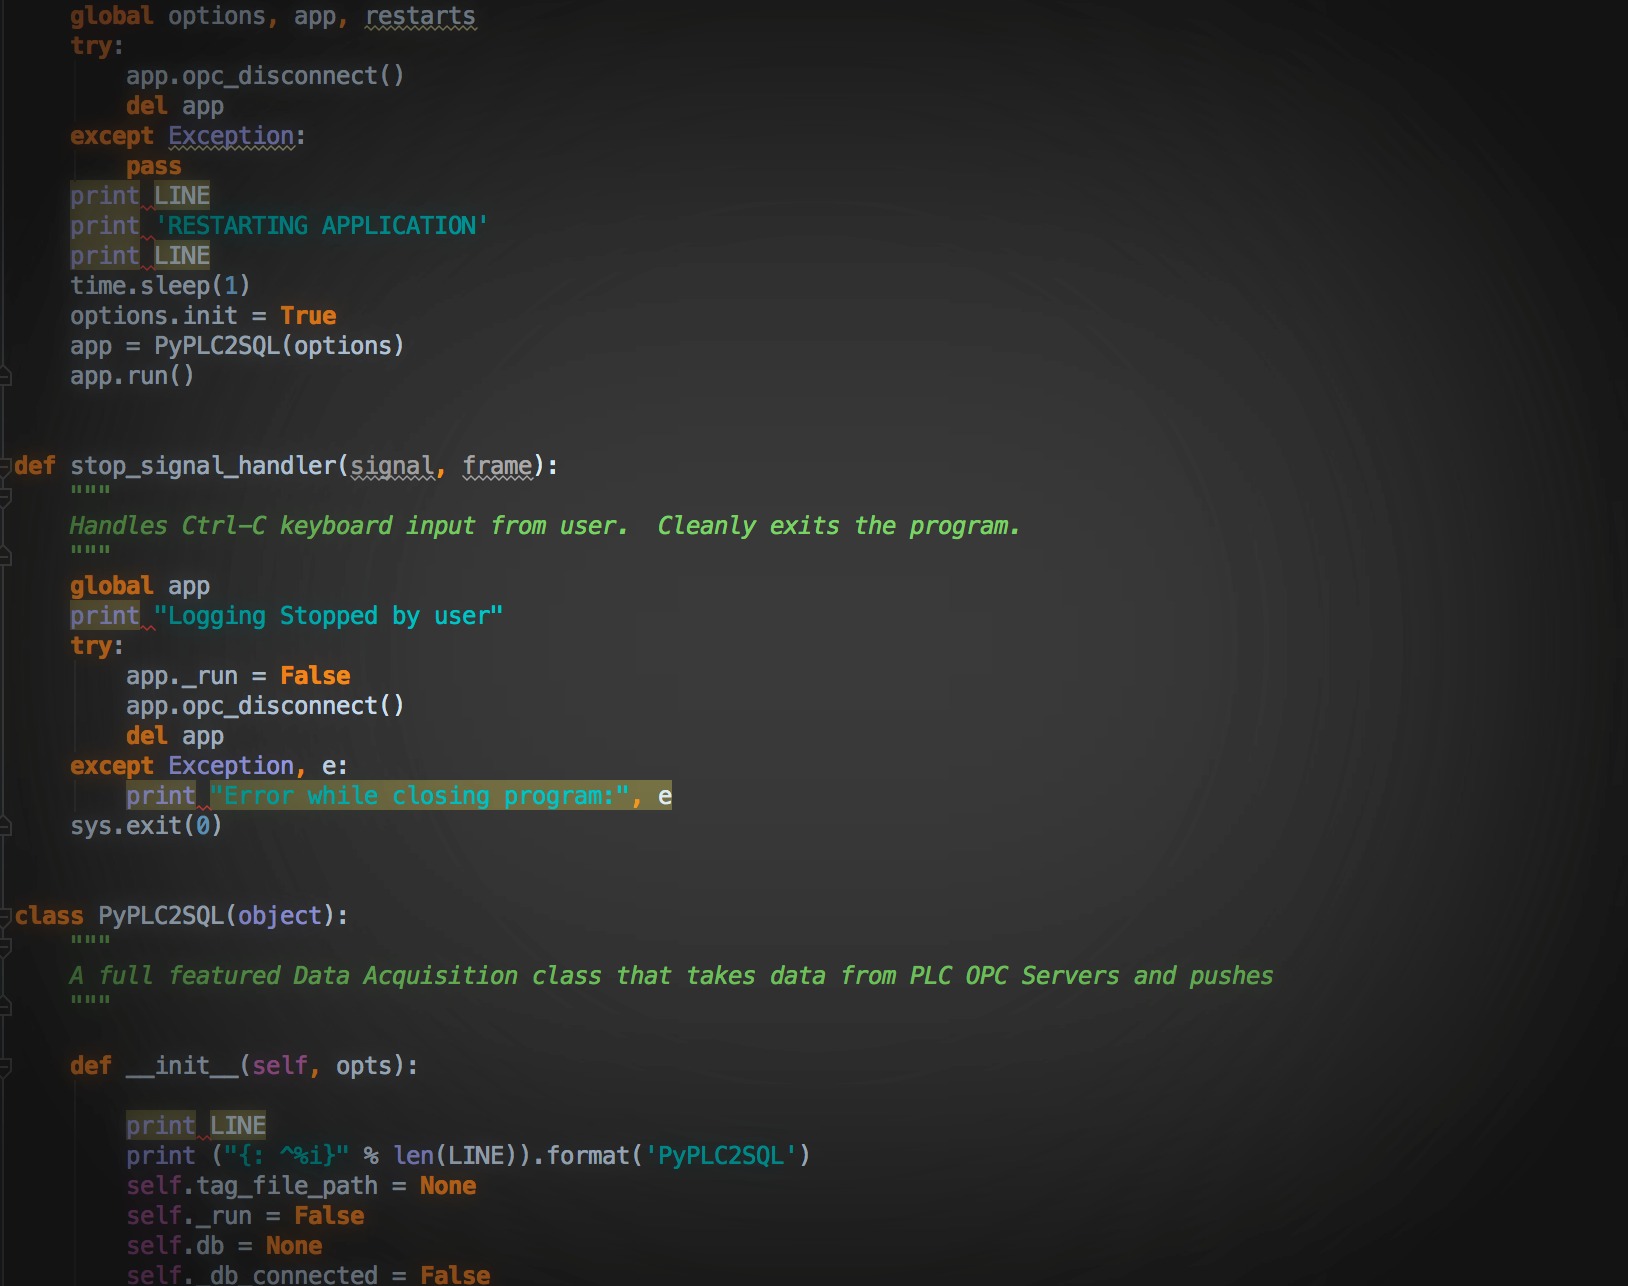 global options, app, restarts
try:
app.opc_disconnect()
del app
except Exception:
pass
print LINE
print 'RESTARTING APPLICATION'
print LINE
time.sleep(1)
options.init = True
app = PyPLC2SQL(options)
app.run()
def stop_signal_handler(signal, frame):
"""
Handles Ctrl-C keyboard input from user.  Cleanly exits the program.
"""
global app
print "Logging Stopped by user"
try:
app._run = False
app.opc_disconnect()
del app
except Exception, e:
print "Error while closing program:", e
sys.exit(0)
class PyPLC2SQL(object):
"""
A full featured Data Acquisition class that takes data from PLC OPC Servers and pushes
"""
def __init__(self, opts):
print LINE
print ("{: ^%i}" % len(LINE)).format('PyPLC2SQL')
self.tag_file_path = None
self._run = False
self.db = None
self._db_connected = False